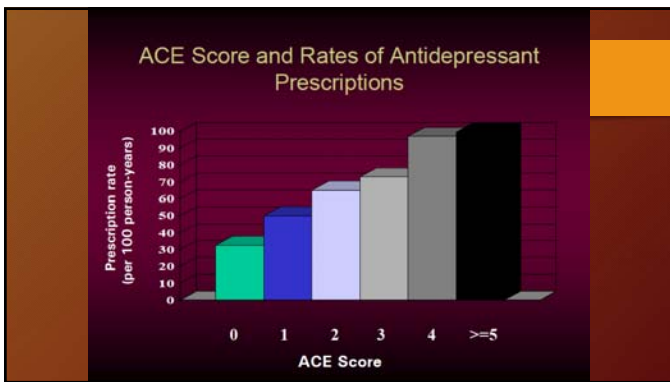 ACE Score and Rates of Antidepressant
Prescriptions
Prescription rate
(per 100 person-years)
100
90
80
70
60
50
40
30
20
10
0
0 1 2 3 4 >=5
ACE Score